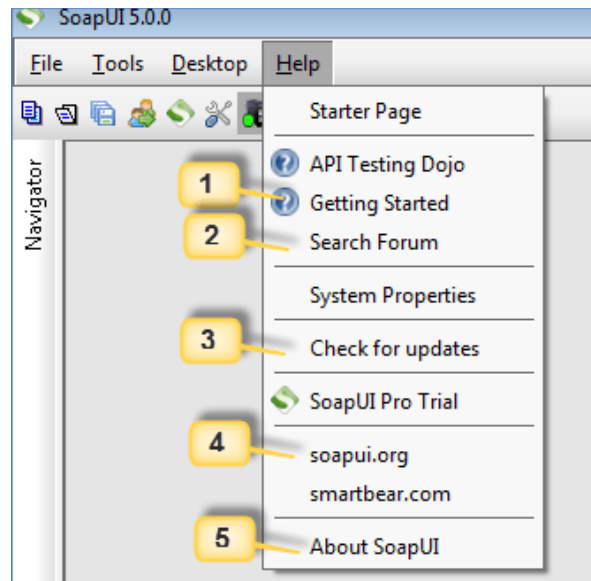 SoapUI 5.0.0
File Tools Desktop Help
Navigator
Starter Page
API Testing Dojo
1
Getting Started
2
Search Forum
System Properties
3
Check for updates
SoapUI Pro Trial
4
soapui.org
smartbear.com
5
About SoapUI